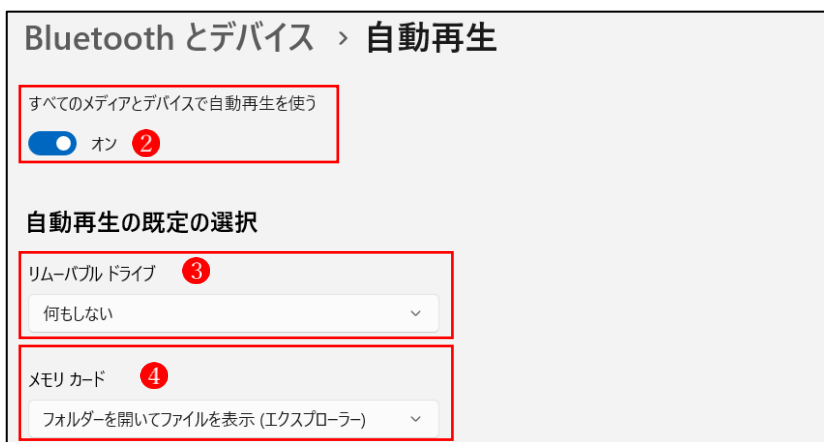 Bluetooth とデバイス › 自動再生
すべてのメディアとデバイスで自動再生を使う
オン 2
自動再生の既定の選択
リムーバブル ドライブ 3
何もしない
メモリ カード 4
フォルダーを開いてファイルを表示 (エクスプローラー)